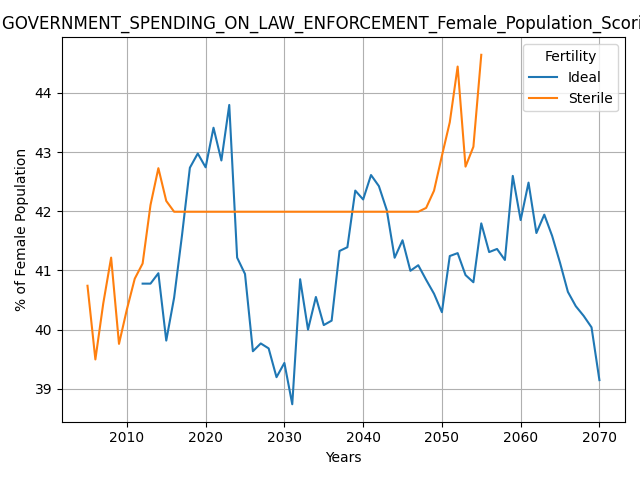 GOVERNMENT_SPENDING_ON_LAW_ENFORCEMENT_Female_Population_Scori
Fertility
Ideal
Sterile
% of Female Population
44
43
42
41
40
39
2010 2020 2030 2040 2050 2060 2070
Years